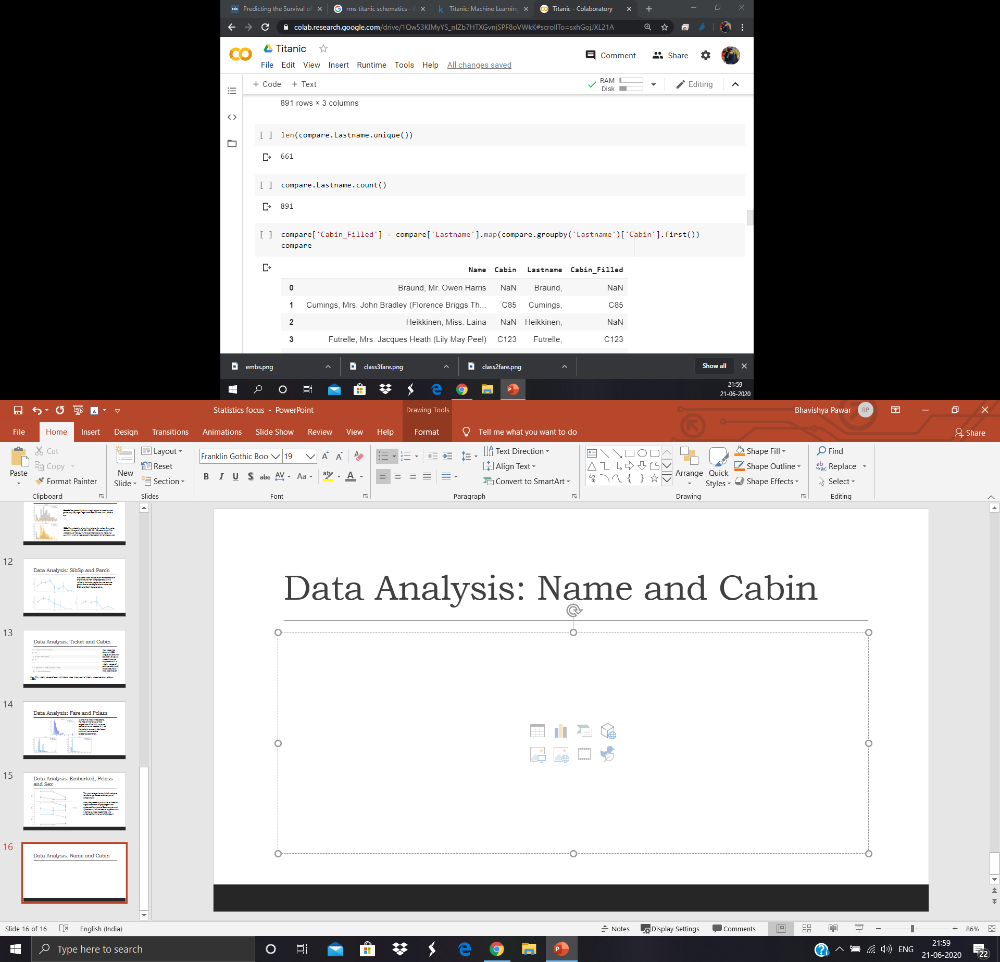 Predicting the Survival of
rms titanic schematics - G
Titanic: Machine Learning
Titanic - Colaboratory
colab.research.google.com/drive/1Qw53KIMyYS_nIZb7HTXGvnjSPF8oVWkK#scrollTo=sxhGojJXL21A
Titanic
Comment
Share
File Edit View Insert Runtime Tools Help All changes saved
+ Code + Text
RAM
Disk
Editing
891 rows × 3 columns
[ ] len(compare.Lastname.unique())
661
[ ] compare.Lastname.count()
891
[ ] compare['Cabin_Filled'] = compare['Lastname'].map(compare.groupby('Lastname')['Cabin'].first())
compare
Name Cabin Lastname Cabin_Filled
0 Braund, Mr. Owen Harris NaN Braund, NaN
1 Cumings, Mrs. John Bradley (Florence Briggs Th... C85 Cumings, C85
2 Heikkinen, Miss. Laina NaN Heikkinen, NaN
3 Futrelle, Mrs. Jacques Heath (Lily May Peel) C123 Futrelle, C123
embs.png
class3fare.png
class2fare.png
Show all
21:59
21-06-2020
Statistics focus - PowerPoint
Drawing Tools
Bhavishya Pawar
BP
File Home Insert Design Transitions Animations Slide Show Review View Help Format Tell me what you want to do
Share
Paste
Cut
Copy
Format Painter
Clipboard
New
Slide
Layout
Reset
Section
Slides
Franklin Gothic Boo
19
Font
Text Direction
Align Text
Convert to SmartArt
Paragraph
Arrange
Quick
Styles
Shape Fill
Shape Outline
Shape Effects
Drawing
Find
Replace
Select
Editing
12
Data Analysis: SibSp and Parch
13
Data Analysis: Ticket and Cabin
14
Data Analysis: Fare and Pclass
15
Data Analysis: Embarked, Pclass
and Sex
16
Data Analysis: Name and Cabin
Data Analysis: Name and Cabin
Slide 16 of 16
English (India)
Notes
Display Settings
Comments
86%
Type here to search
ENG
21:59
21-06-2020
22